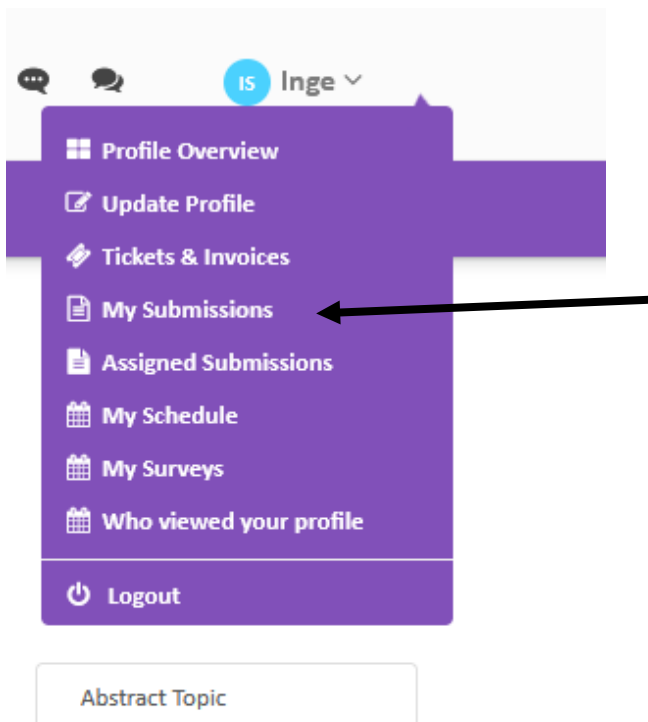 IS Inge
Profile Overview
Update Profile
Tickets & Invoices
My Submissions
Assigned Submissions
My Schedule
My Surveys
Who viewed your profile
Logout
Abstract Topic